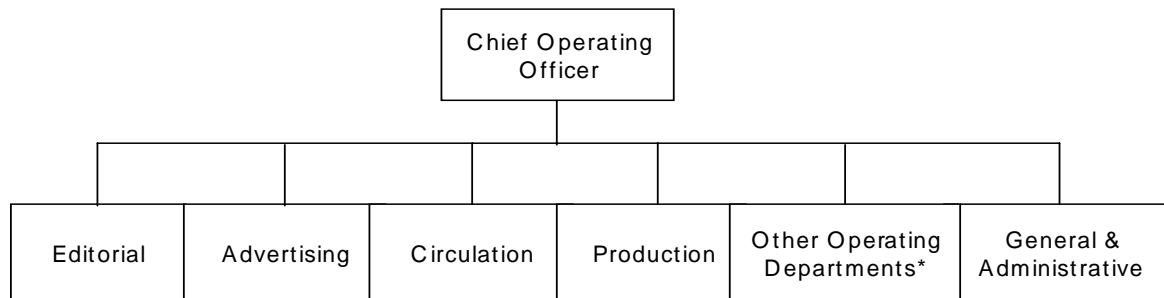 Chief Operating
Officer
Editorial
Advertising
Circulation
Production
Other Operating
Departments*
General &
Administrative